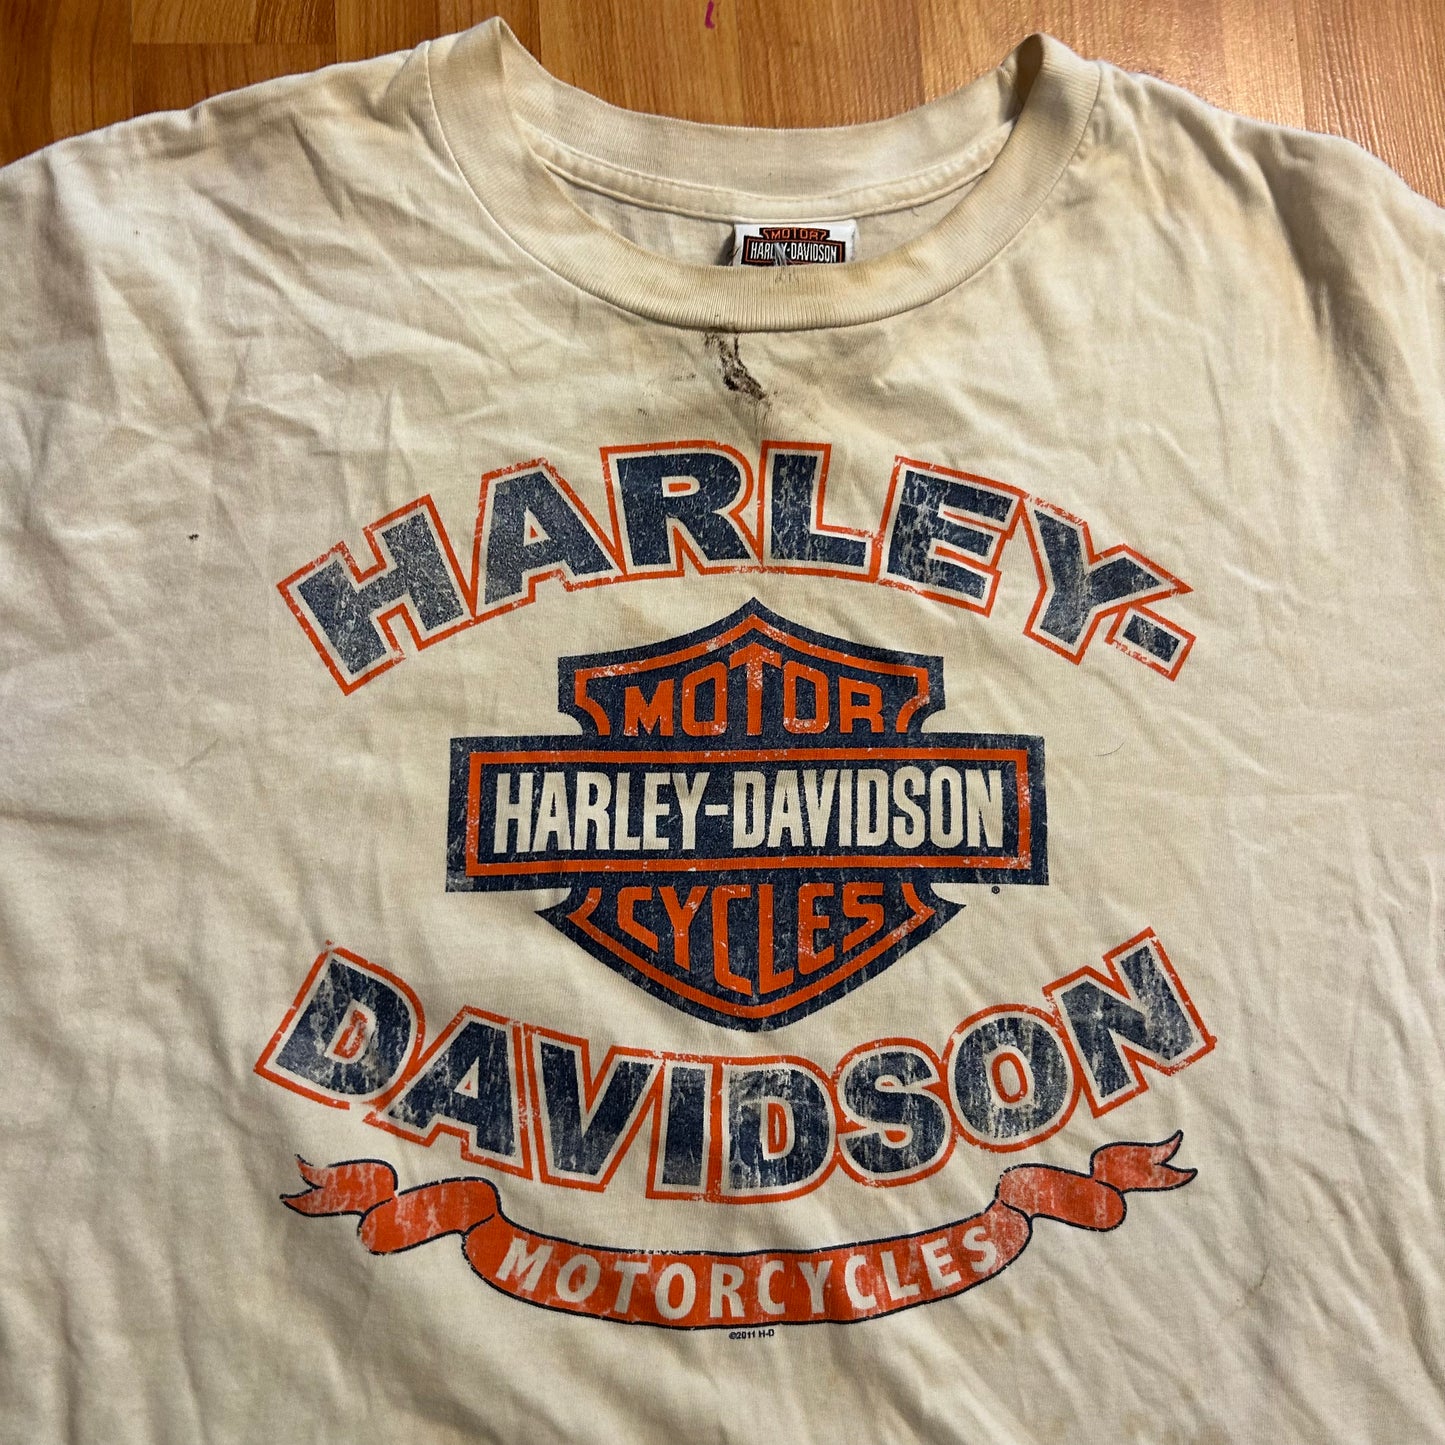 MOTOR
HARLEY-DAVIDSON
HARLEY-
MOTOR
HARLEY-DAVIDSON
®
CYCLES
DAVIDSON
MOTORCYCLES
©2011 H-D